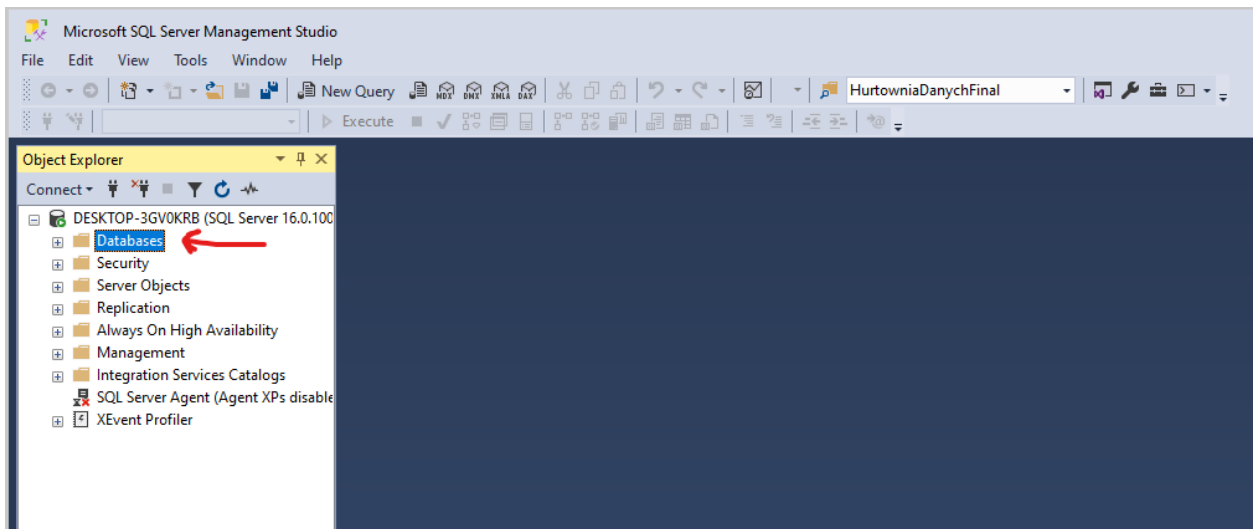 Microsoft SQL Server Management Studio
File Edit View Tools Window Help
New Query MDX DMX XMLA DAX HurtowniaDanychFinal
Execute
Object Explorer
Connect
DESKTOP-3GV0KRB (SQL Server 16.0.100
Databases
Security
Server Objects
Replication
Always On High Availability
Management
Integration Services Catalogs
SQL Server Agent (Agent XPs disable
XEvent Profiler